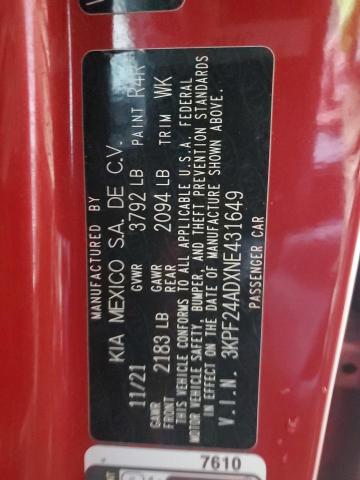 MANUFACTURED BY
KIA MEXICO S.A. DE C.V.
11/21 GVWR 3792 LB PAINT R4R
GAWR FRONT 2183 LB GAWR REAR 2094 LB TRIM WK
THIS VEHICLE CONFORMS TO ALL APPLICABLE U.S.A. FEDERAL
MOTOR VEHICLE SAFETY, BUMPER, AND THEFT PREVENTION STANDARDS
IN EFFECT ON THE DATE OF MANUFACTURE SHOWN ABOVE.
V.I.N. 3KPF24ADXNE431649
PASSENGER CAR
7610